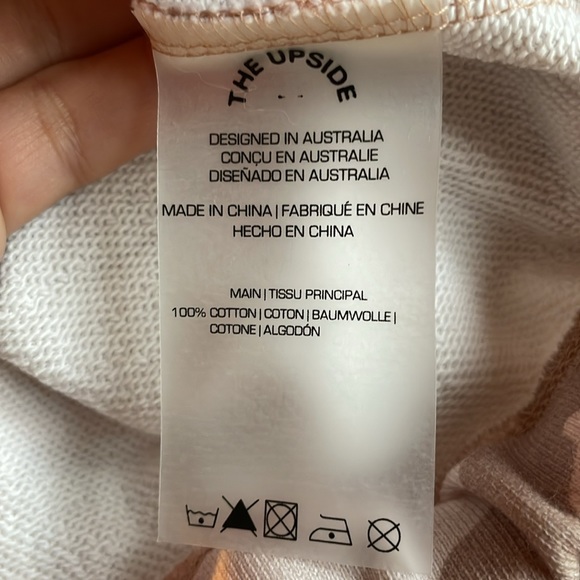 THE UPSIDE
DESIGNED IN AUSTRALIA
CONÇU EN AUSTRALIE
DISEÑADO EN AUSTRALIA
MADE IN CHINA | FABRIQUÉ EN CHINE
HECHO EN CHINA
MAIN | TISSU PRINCIPAL
100% COTTON | COTON | BAUMWOLLE |
COTONE | ALGODÓN